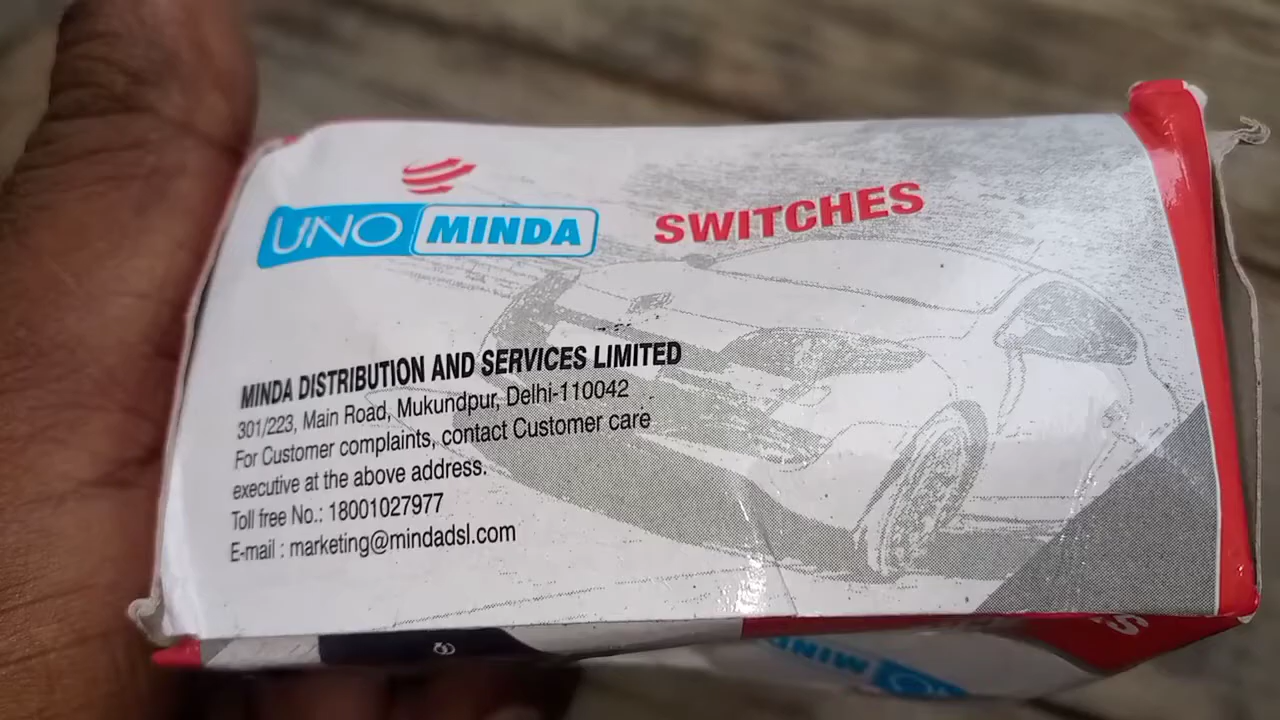 UNO MINDA
SWITCHES
MINDA DISTRIBUTION AND SERVICES LIMITED
301/223, Main Road, Mukundpur, Delhi-110042
For Customer complaints, contact Customer care
executive at the above address.
Toll free No.: 18001027977
E-mail : marketing@mindadsl.com